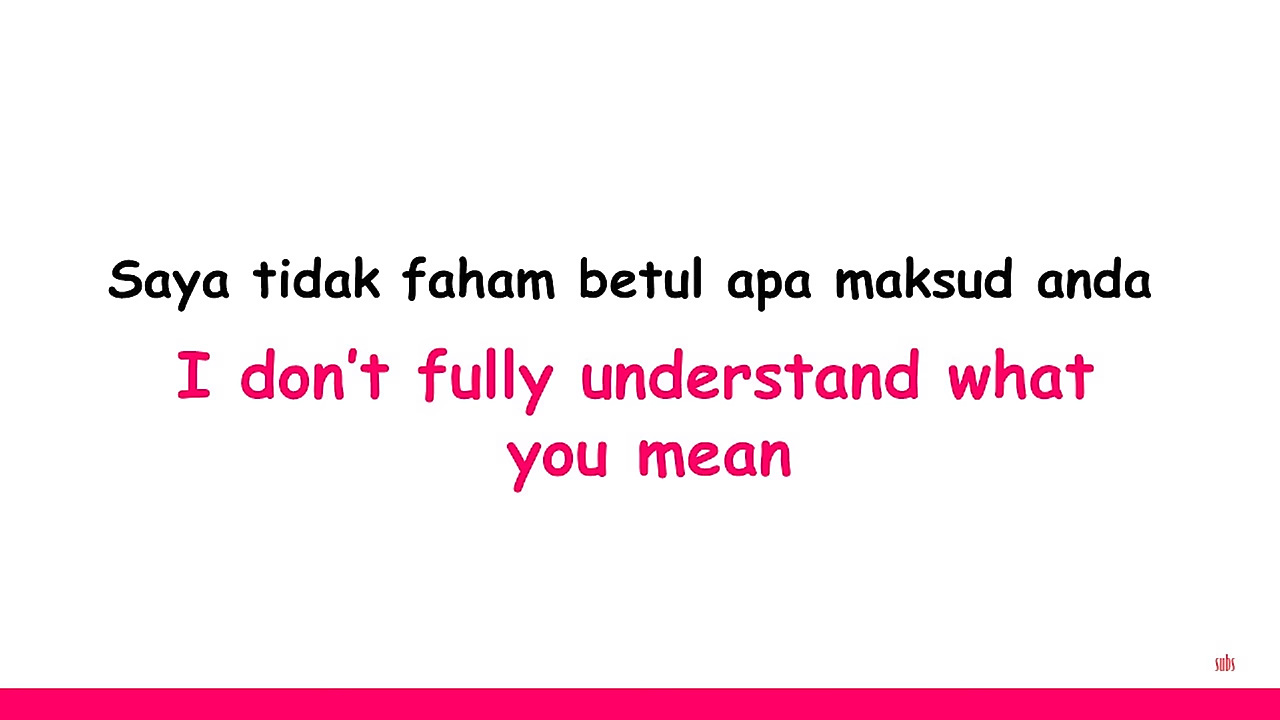 Saya tidak faham betul apa maksud anda
I don't fully understand what
you mean
subs